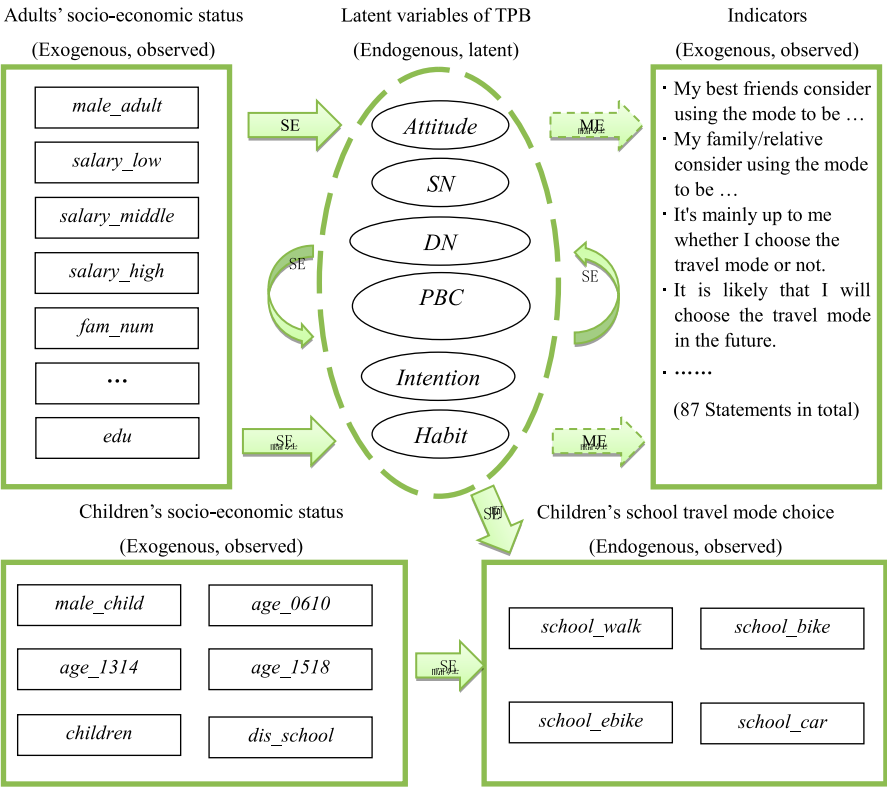 Adults’ socio-economic status
(Exogenous, observed)
male_adult
salary_low
salary_middle
salary_high
fam_num
...
edu
SE
SE
Latent variables of TPB
(Endogenous, latent)
Attitude
SN
DN
PBC
Intention
Habit
SE
SE
ME
ME
Indicators
(Exogenous, observed)
· My best friends consider
using the mode to be …
· My family/relative
consider using the mode
to be …
· It's mainly up to me
whether I choose the
travel mode or not.
· It is likely that I will
choose the travel mode
in the future.
· ……
(87 Statements in total)
SE
Children’s socio-economic status
(Exogenous, observed)
male_child
age_0610
age_1314
age_1518
children
dis_school
SE
Children’s school travel mode choice
(Endogenous, observed)
school_walk
school_bike
school_ebike
school_car